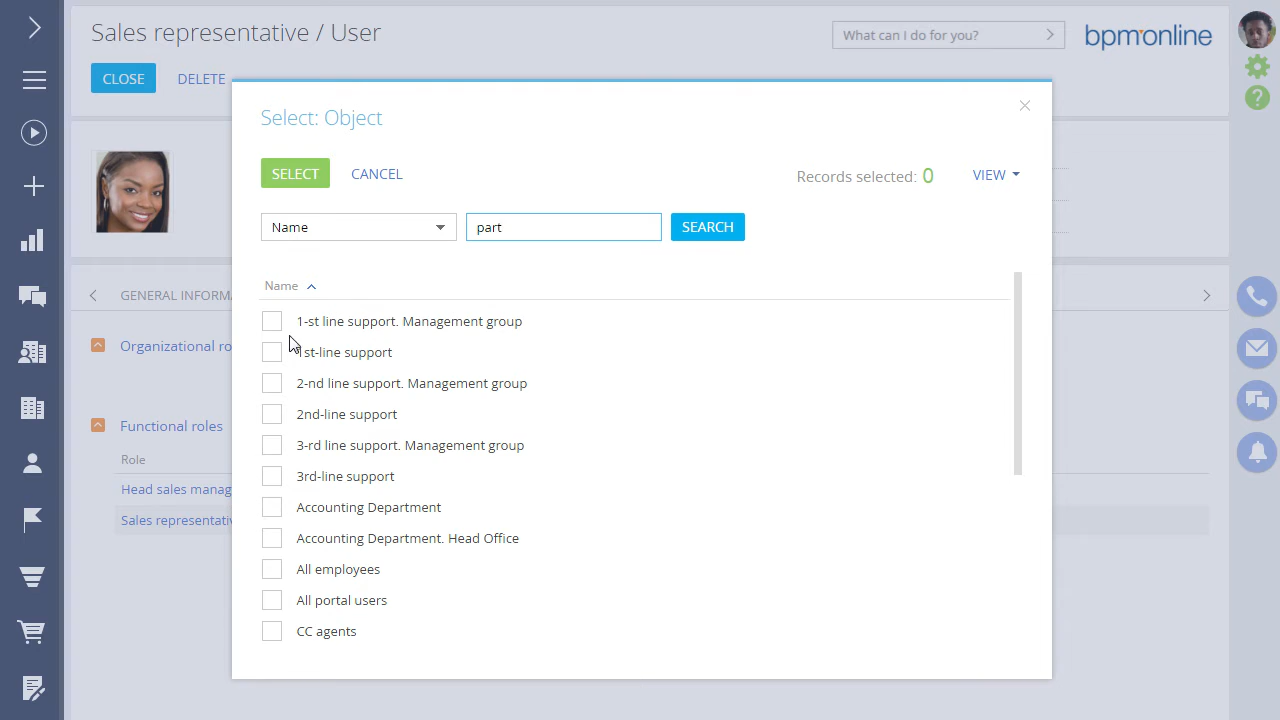 Sales representative / User
What can I do for you?
bpm'online
CLOSE
DELETE
Select: Object
SELECT
CANCEL
Records selected: 0
VIEW
Name
part
SEARCH
Name
1-st line support. Management group
st-line support
2-nd line support. Management group
2nd-line support
3-rd line support. Management group
3rd-line support
Accounting Department
Accounting Department. Head Office
All employees
All portal users
CC agents
GENERAL INFORMA
Organizational ro
Functional roles
Role
Head sales manag
Sales representativ